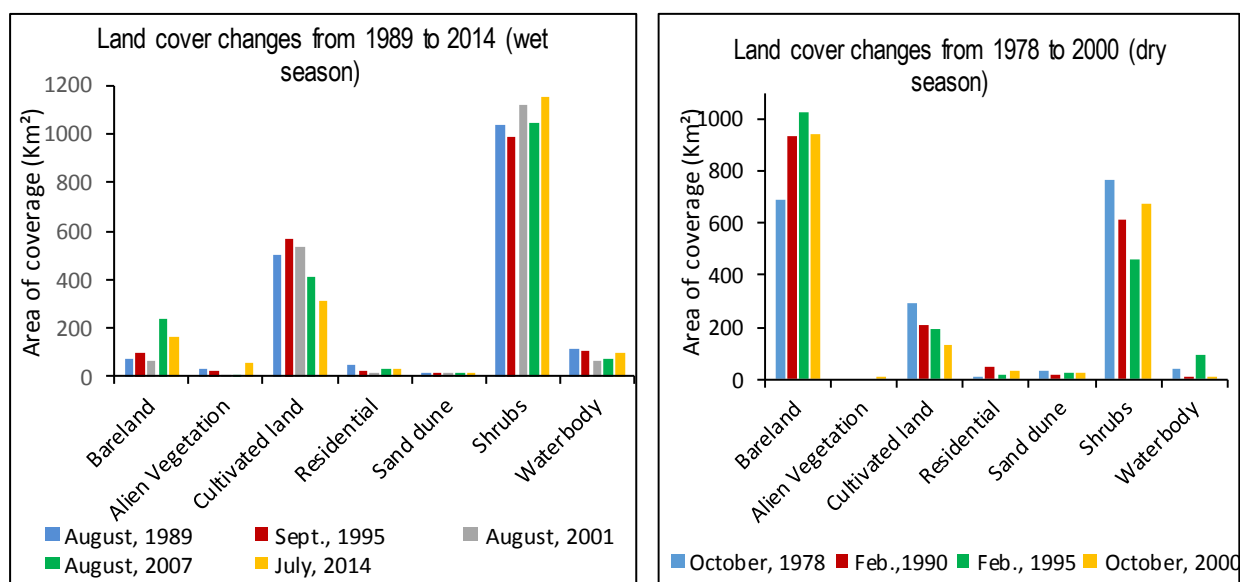 Land cover changes from 1989 to 2014 (wet
season)
Area of coverage (Km²)
1200
1000
800
600
400
200
0
Bareland
Alien Vegetation
Cultivated land
Residential
Sand dune
Shrubs
Waterbody
August, 1989
Sept., 1995
August, 2001
August, 2007
July, 2014
Land cover changes from 1978 to 2000 (dry
season)
Area of coverage (Km²)
1000
800
600
400
200
0
Bareland
Alien Vegetation
Cultivated land
Residential
Sand dune
Shrubs
Waterbody
October, 1978
Feb.,1990
Feb., 1995
October, 2000